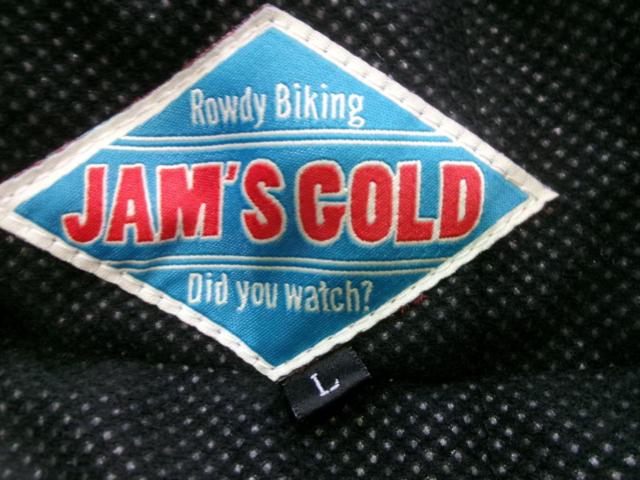 Rowdy Biking
JAM'S GOLD
Did you watch?
L